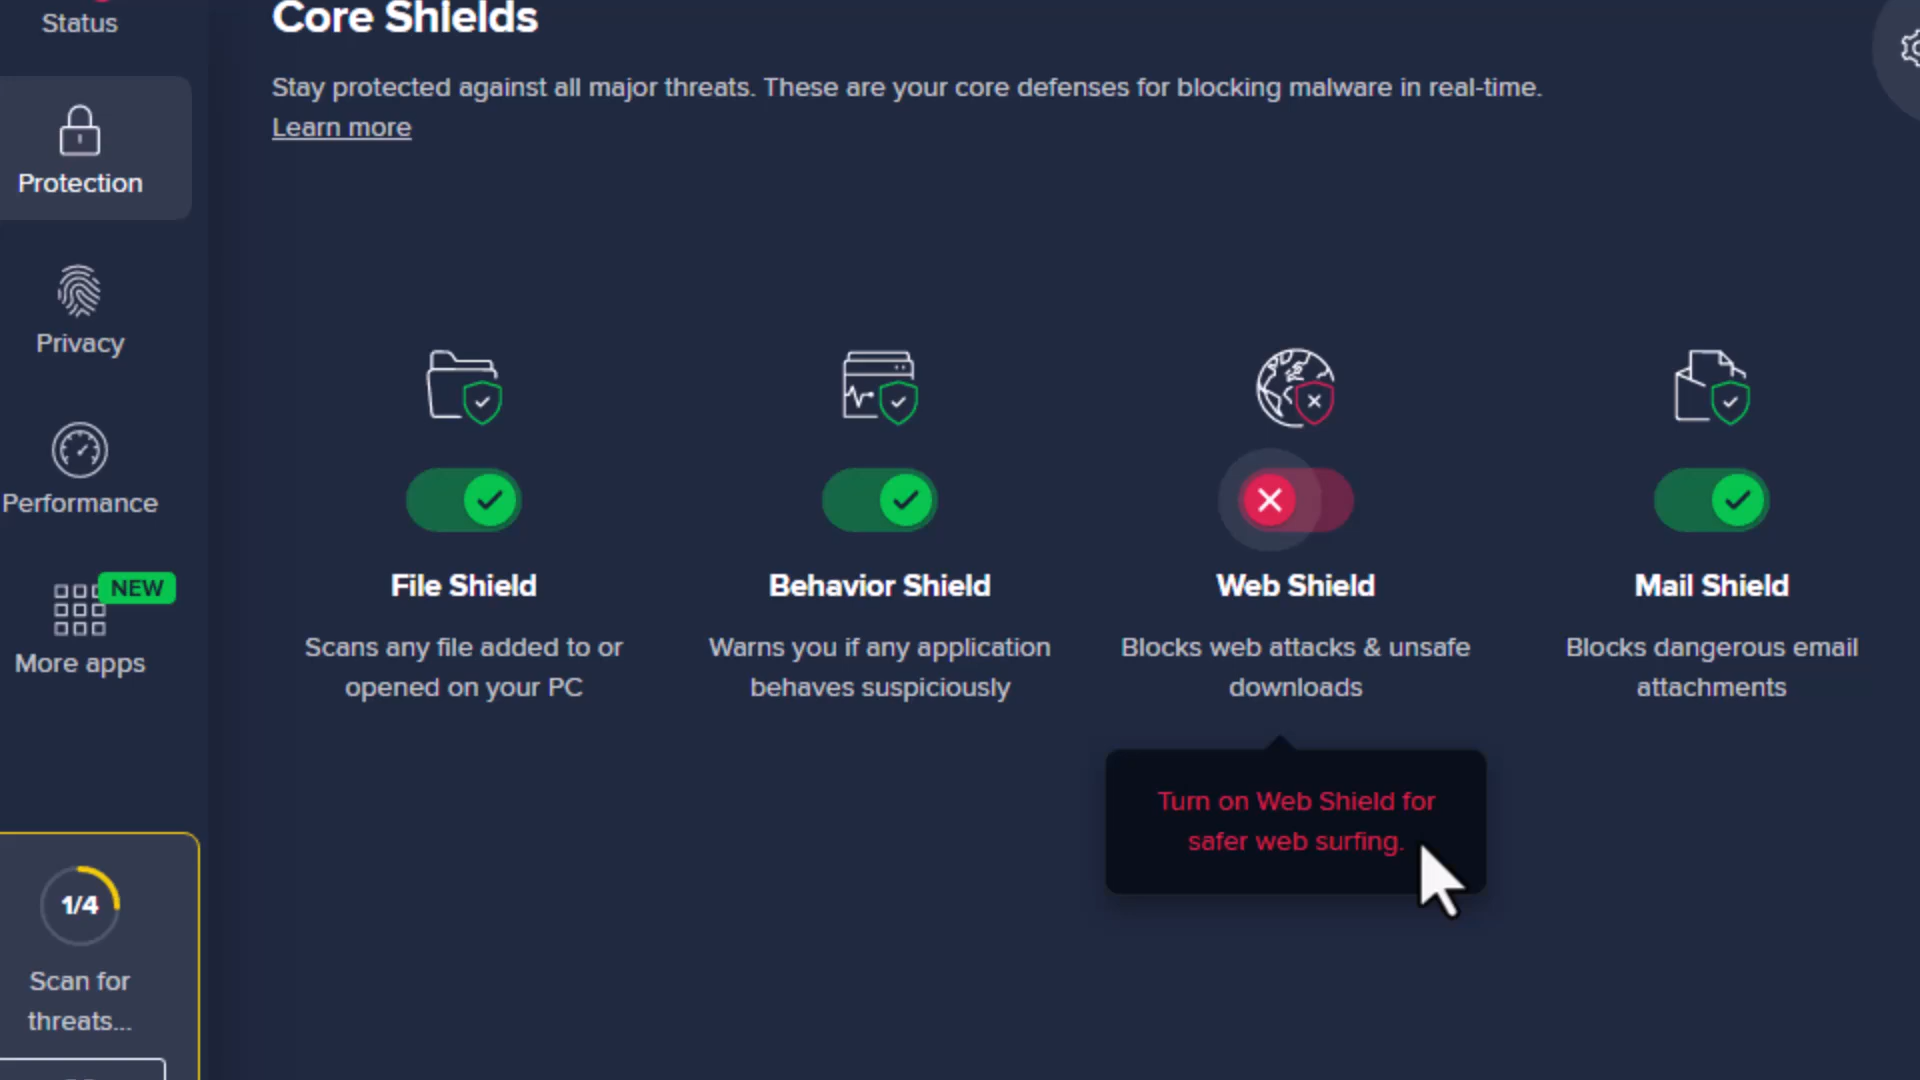 Status
Protection
Privacy
Performance
NEW
More apps
1/4
Scan for
threats...
Core Shields
Stay protected against all major threats. These are your core defenses for blocking malware in real-time.
Learn more
File Shield
Scans any file added to or
opened on your PC
Behavior Shield
Warns you if any application
behaves suspiciously
Web Shield
Blocks web attacks & unsafe
downloads
Turn on Web Shield for
safer web surfing.
Mail Shield
Blocks dangerous email
attachments